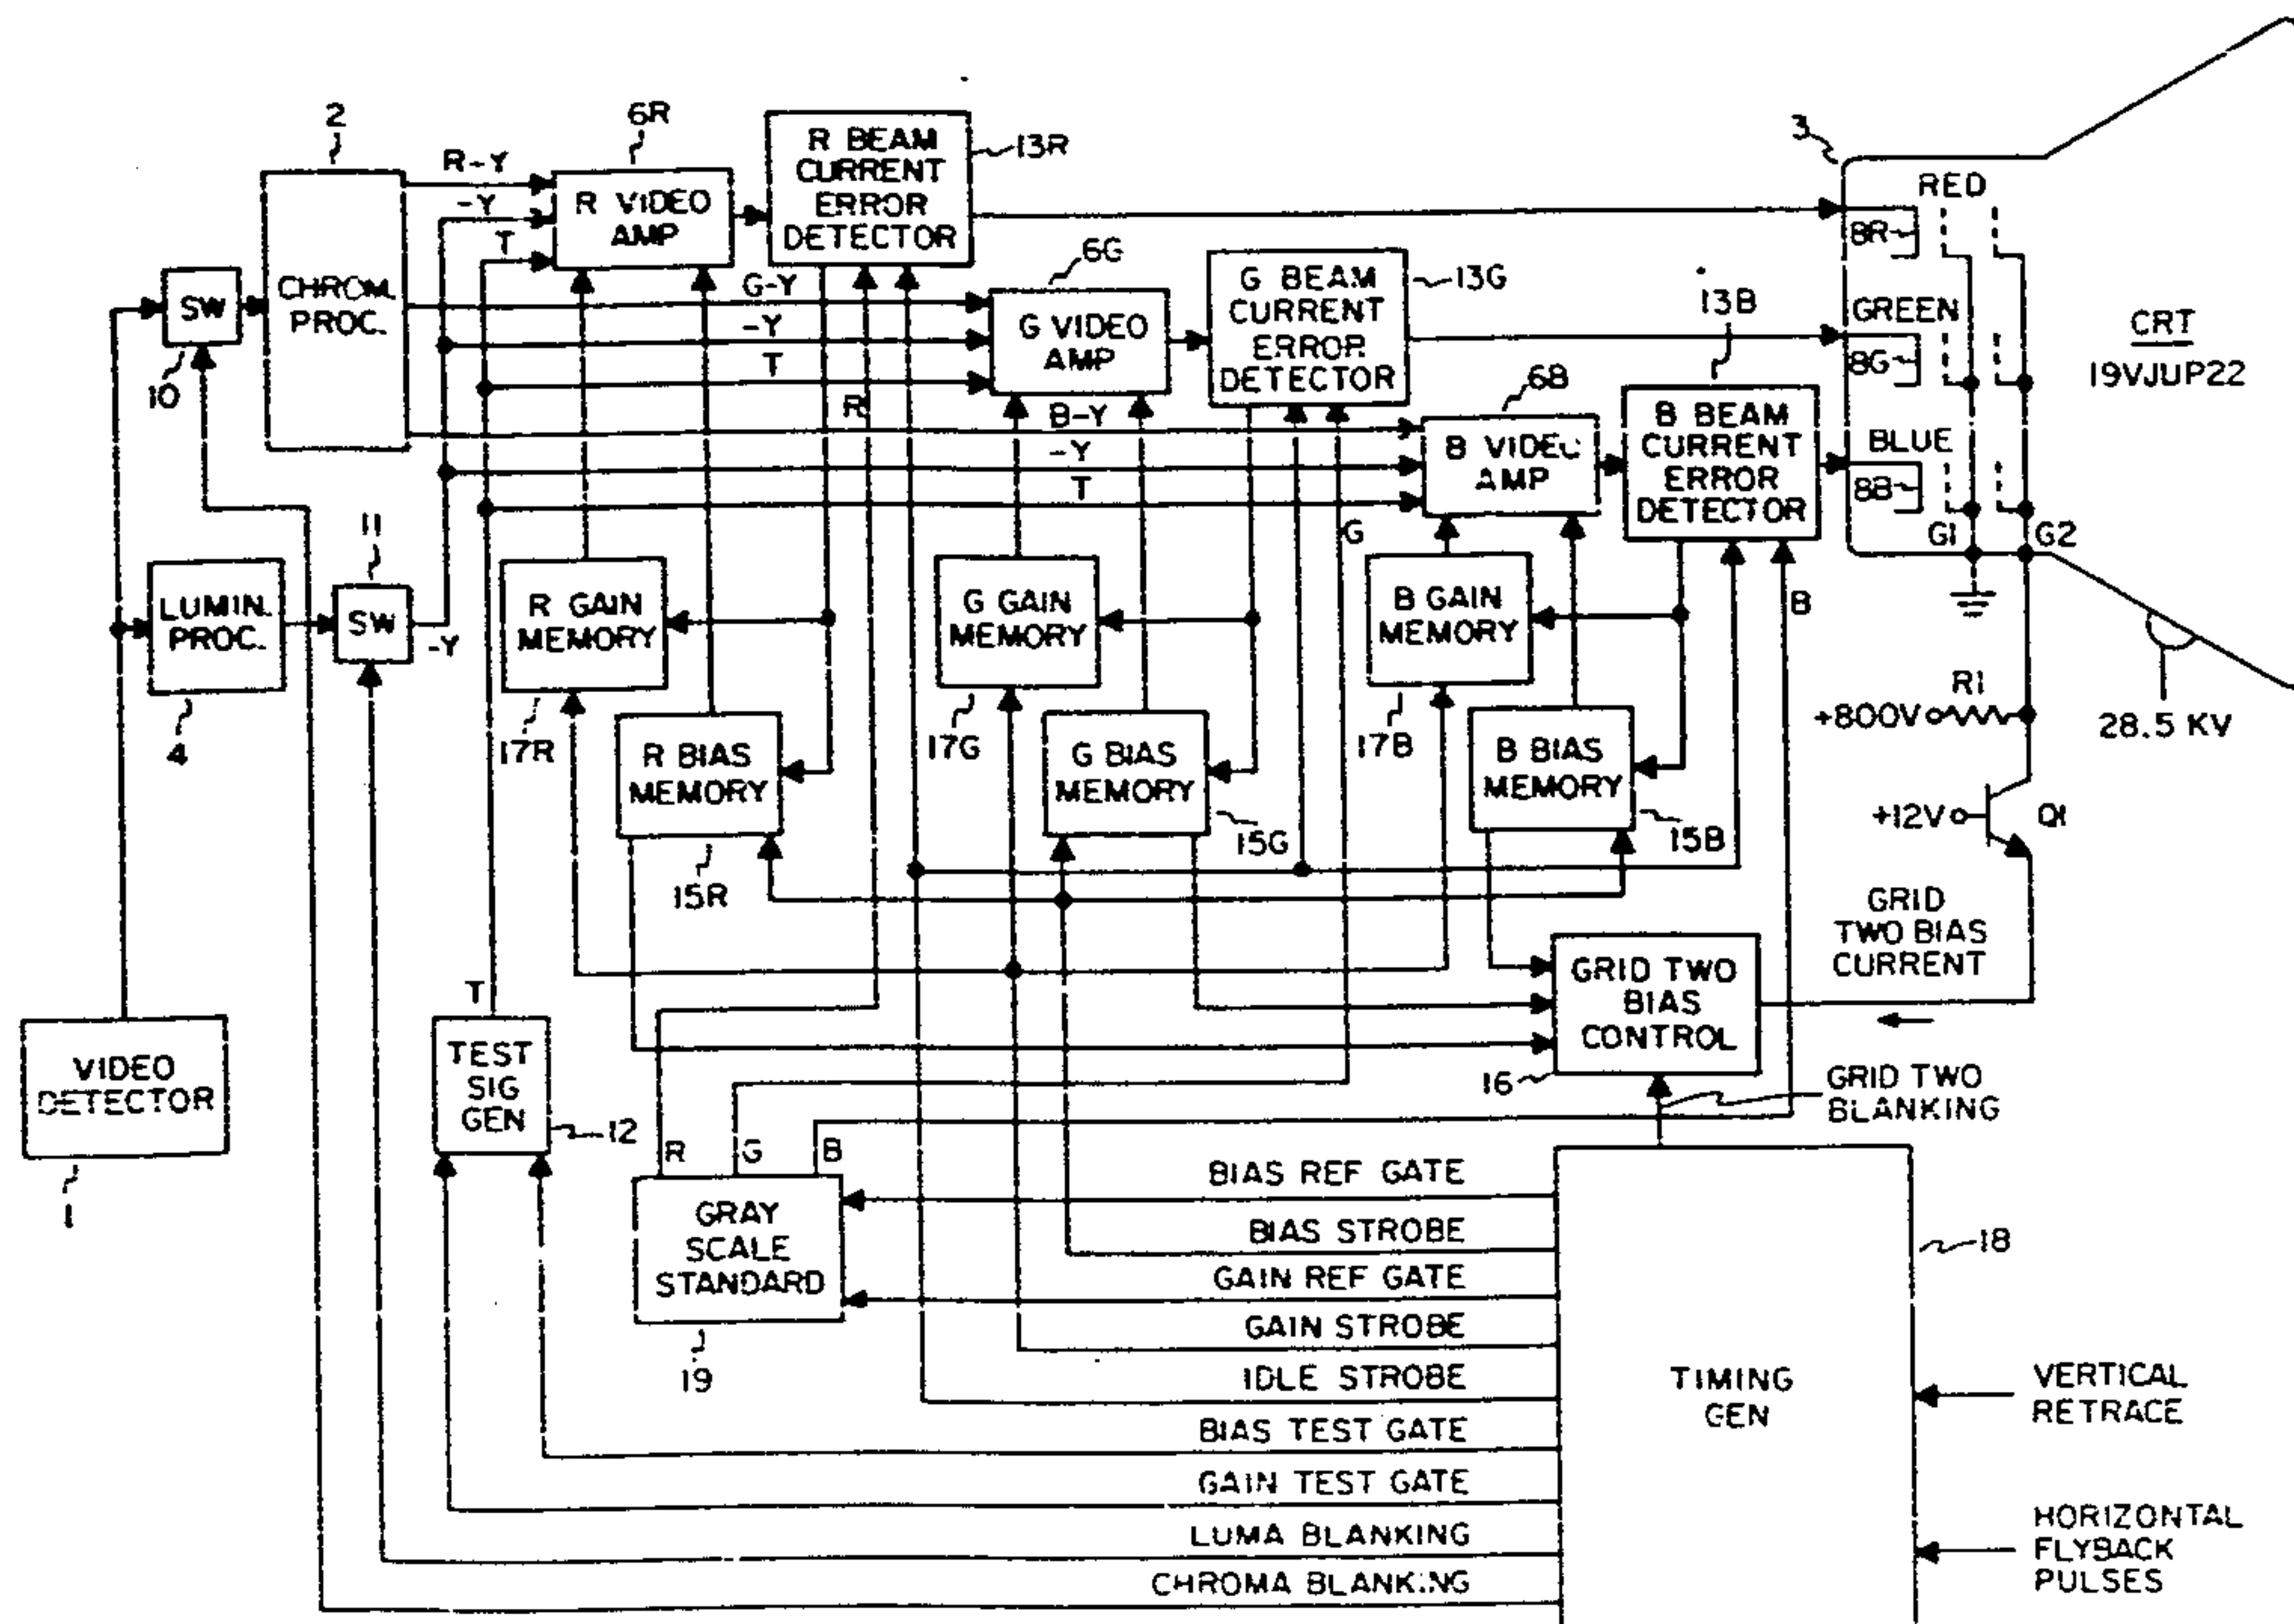 2
6R
R BEAM
CURRENT
ERROR
DETECTOR
13R
3
R-Y
-Y
T
R VIDEO
AMP
RED
8R
6G
G BEAM
CURRENT
ERROR
DETECTOR
13G
13B
SW
10
CHROM.
PROC.
G-Y
-Y
T
G VIDEO
AMP
GREEN
8G
CRT
19VJUP22
6B
R
B-Y
-Y
T
B VIDEO
AMP
B BEAM
CURRENT
ERROR
DETECTOR
BLUE
8B
G1
G2
11
G
B
LUMIN.
PROC.
4
SW
-Y
R GAIN
MEMORY
17R
G GAIN
MEMORY
17G
B GAIN
MEMORY
17B
R1
+800V
28.5 KV
R BIAS
MEMORY
15R
G BIAS
MEMORY
15G
B BIAS
MEMORY
15B
+12V
Q1
GRID
TWO BIAS
CURRENT
GRID TWO
BIAS
CONTROL
16
GRID TWO
BLANKING
T
VIDEO
DETECTOR
1
TEST
SIG
GEN
12
R
G
B
GRAY
SCALE
STANDARD
19
BIAS REF GATE
BIAS STROBE
GAIN REF GATE
GAIN STROBE
IDLE STROBE
BIAS TEST GATE
GAIN TEST GATE
LUMA BLANKING
CHROMA BLANKING
18
TIMING
GEN
VERTICAL
RETRACE
HORIZONTAL
FLYBACK
PULSES